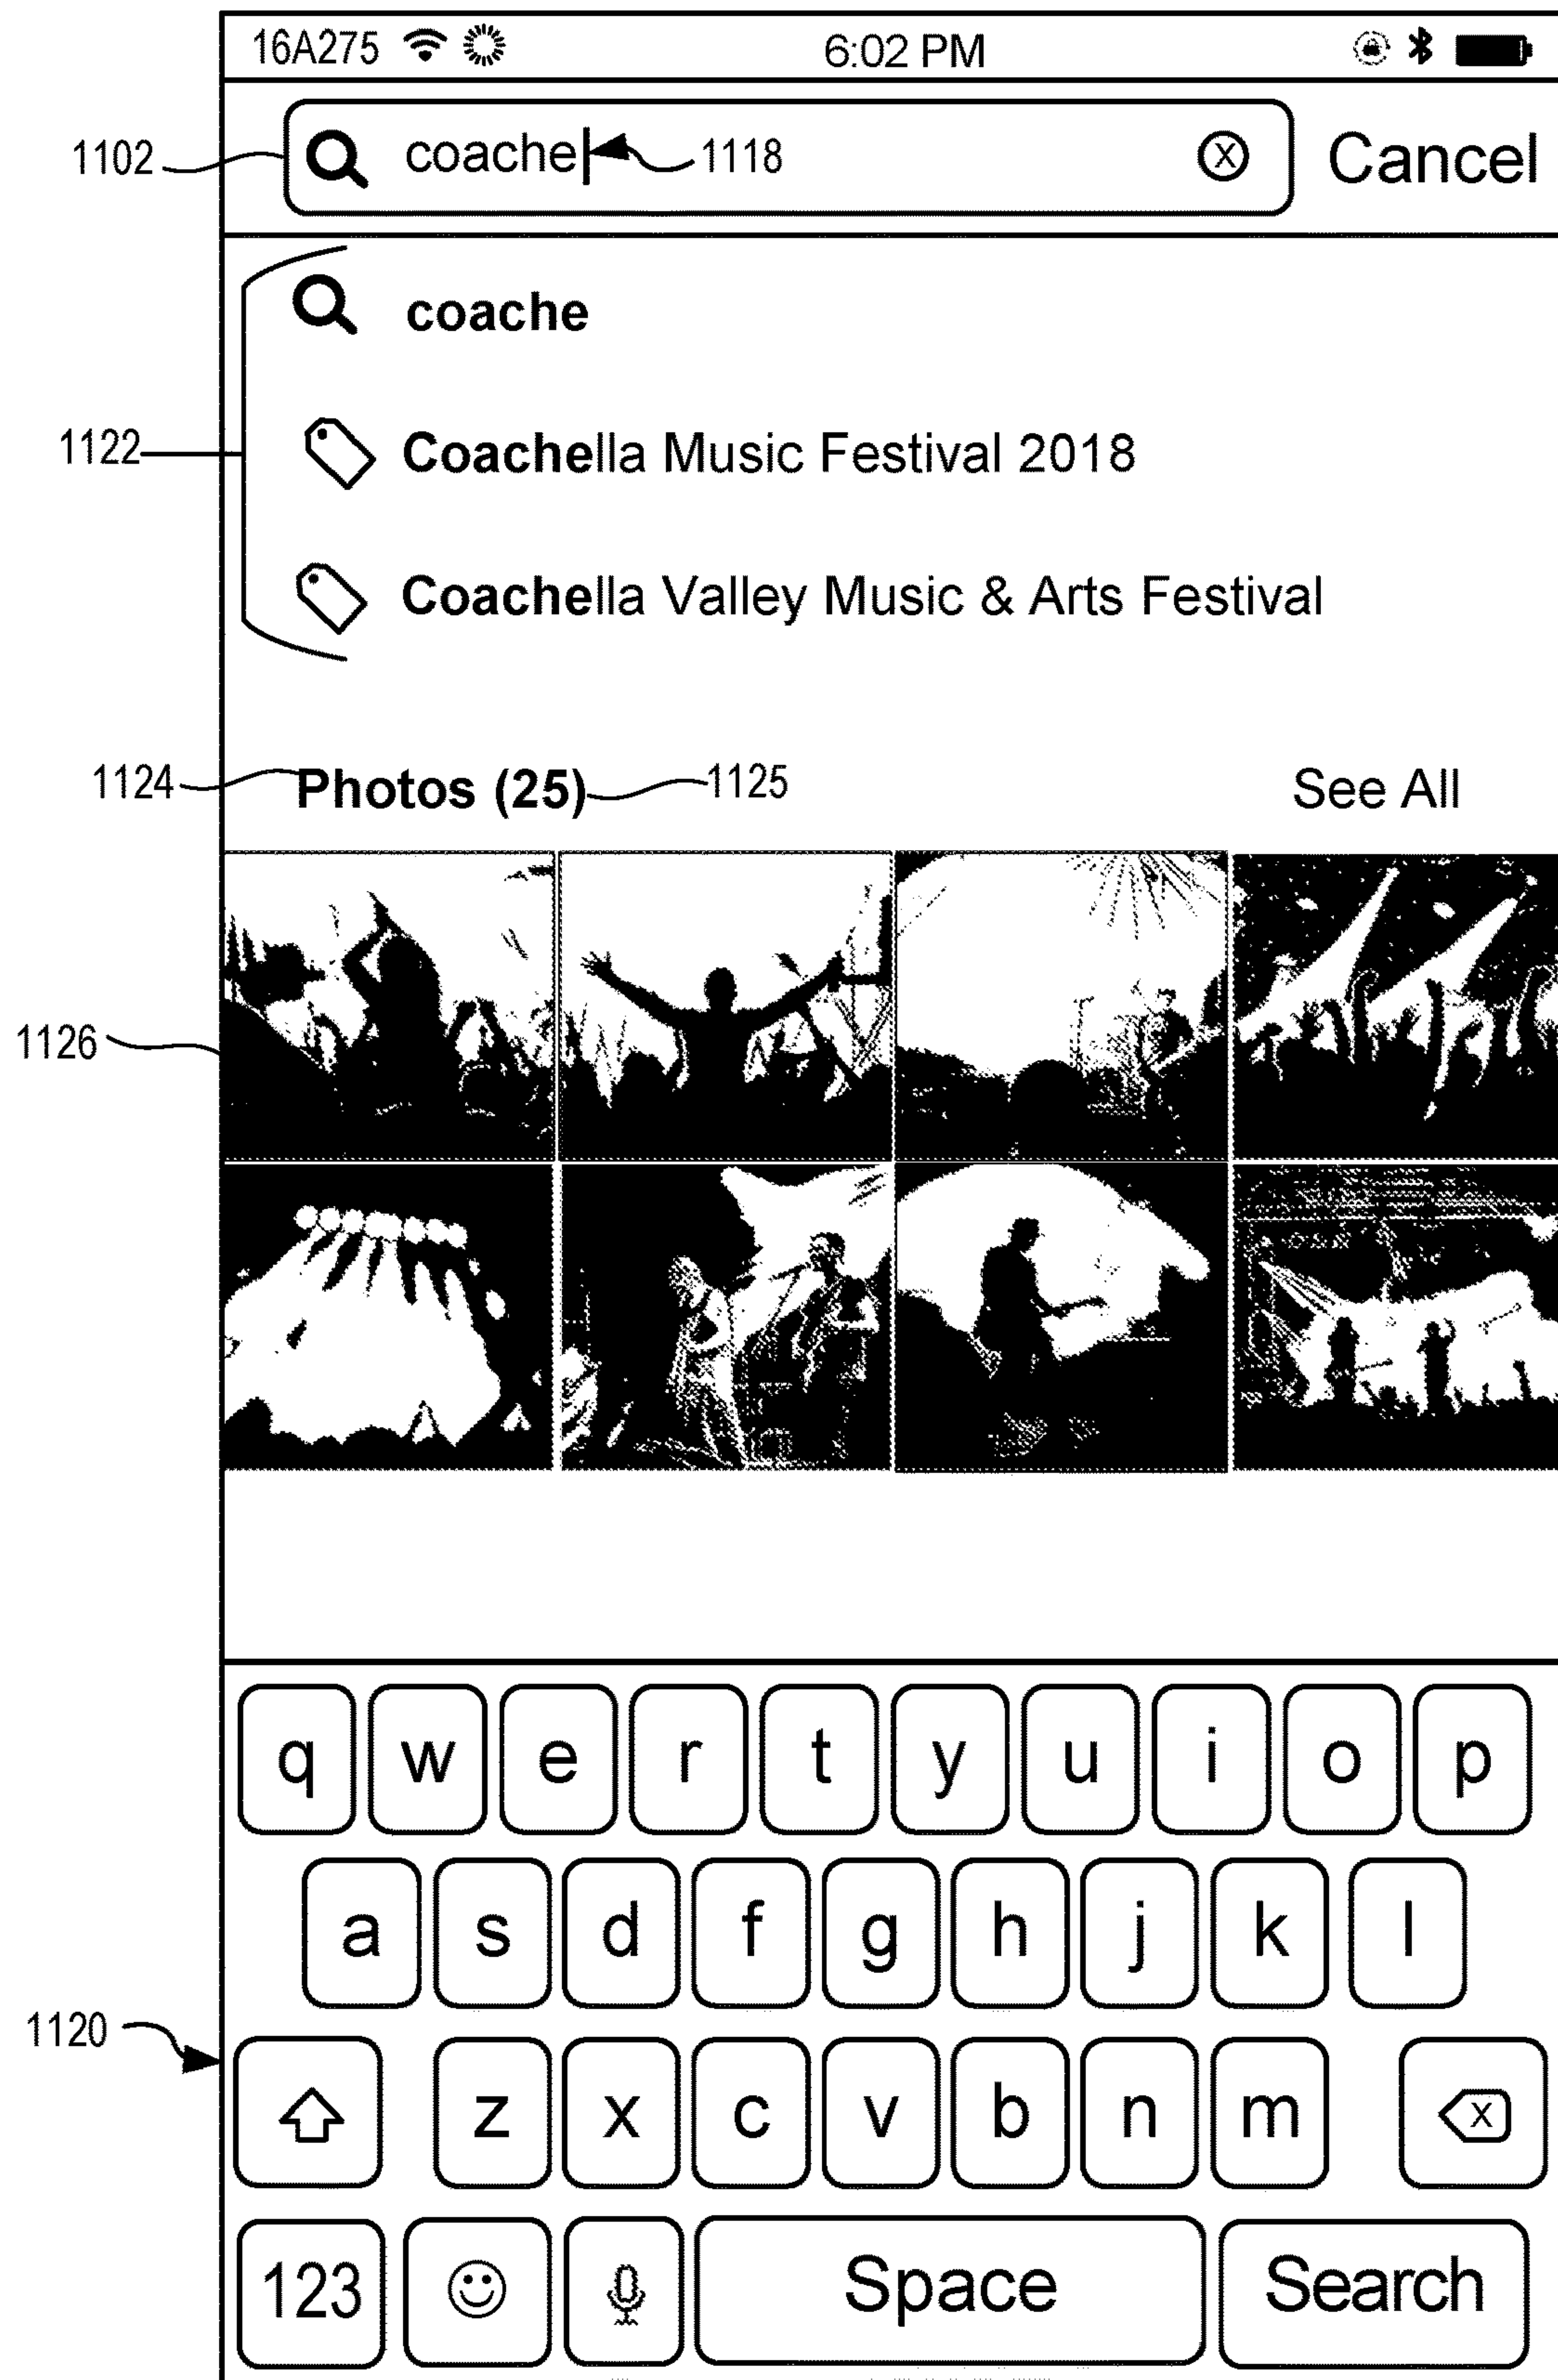 16A275 6:02 PM
1102 coache 1118 X Cancel
coache
1122 Coachella Music Festival 2018
Coachella Valley Music & Arts Festival
1124 Photos (25) 1125 See All
1126
q w e r t y u i o p
a s d f g h j k l
1120
z x c v b n m X
123 Space Search